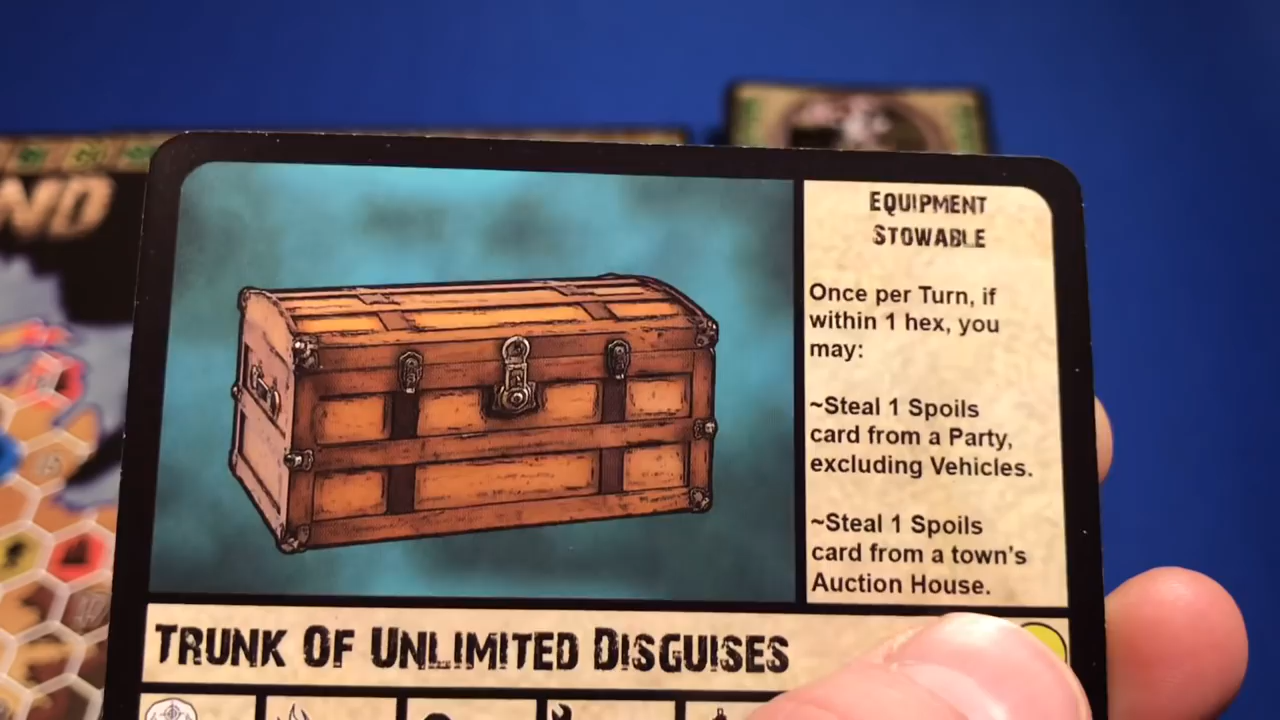 EQUIPMENT
STOWABLE
Once per Turn, if
within 1 hex, you
may:
~Steal 1 Spoils
card from a Party,
excluding Vehicles.
~Steal 1 Spoils
card from a town's
Auction House.
TRUNK OF UNLIMITED DISGUISES